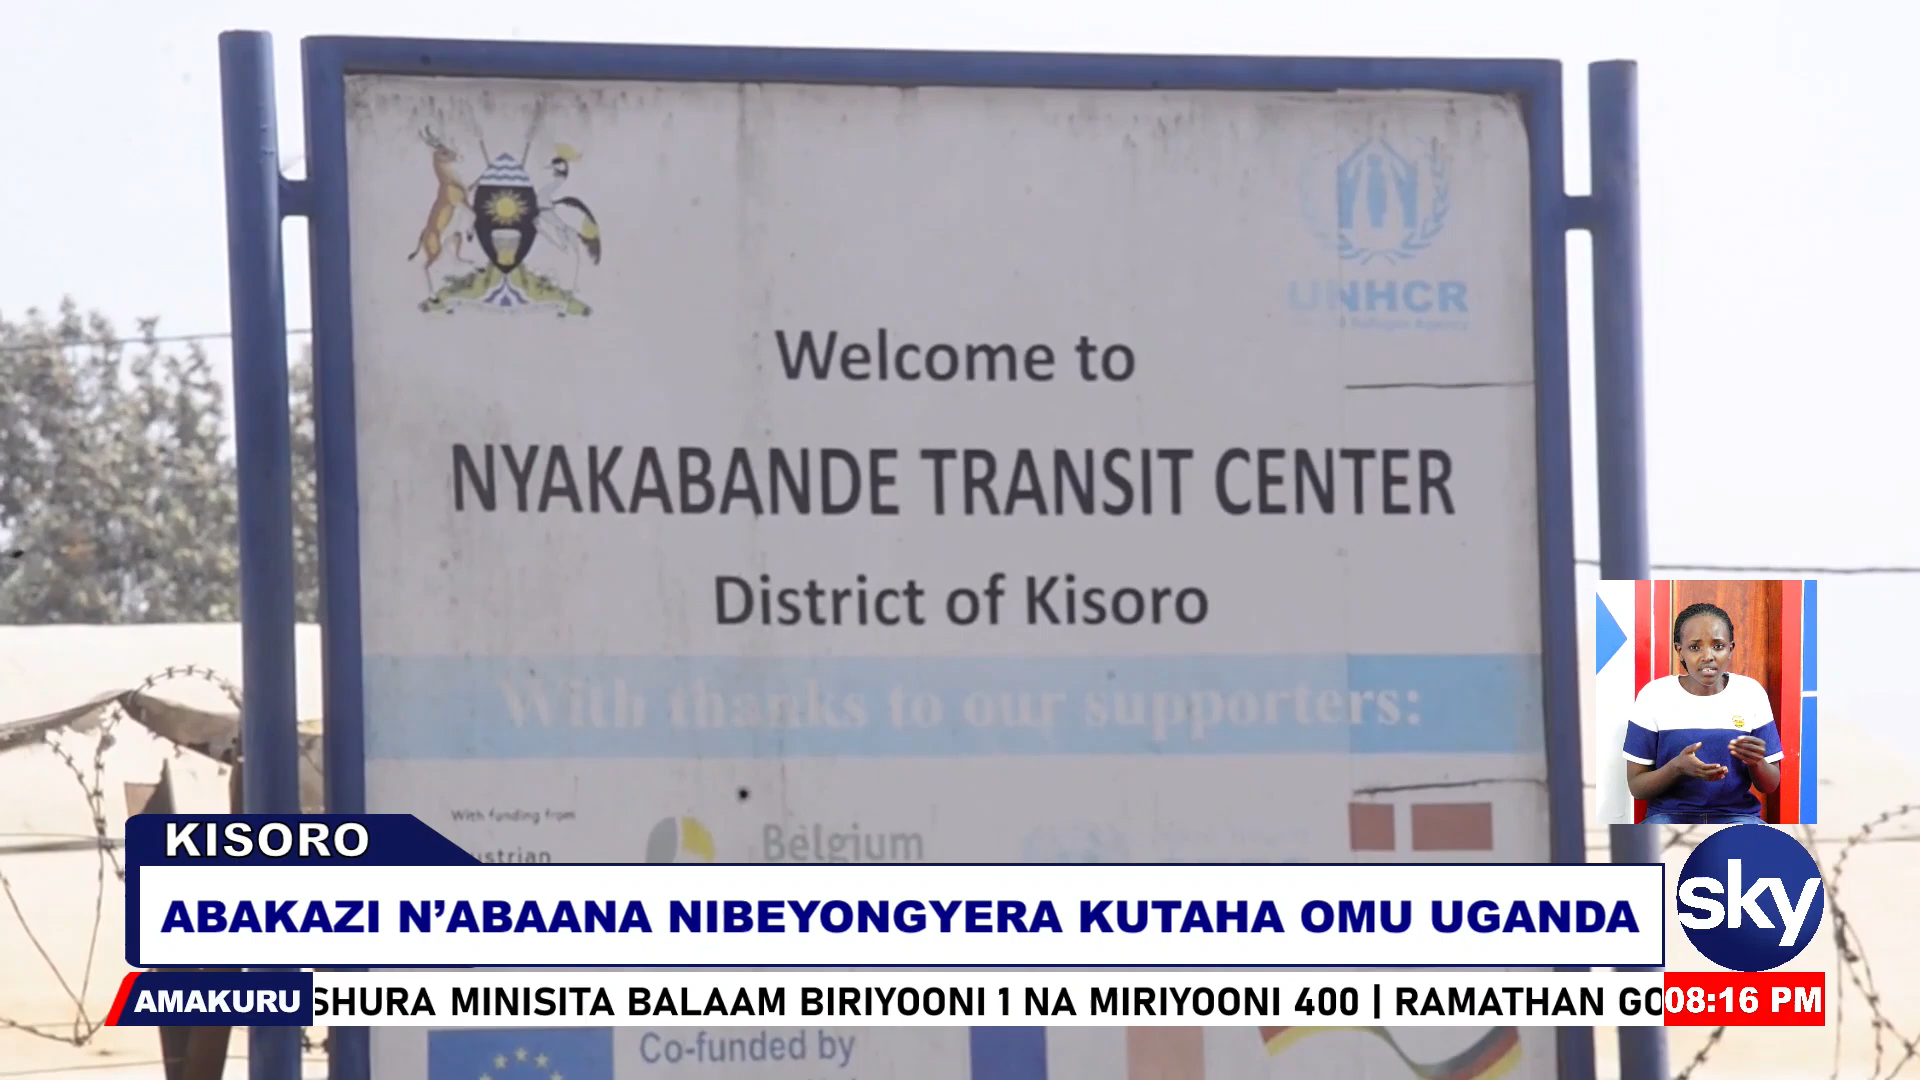 UNHCR
Welcome to
NYAKABANDE TRANSIT CENTER
District of Kisoro
With thanks to our supporters:
With funding from
Belgium
KISORO
ABAKAZI N’ABAANA NIBEYONGYERA KUTAHA OMU UGANDA
sky
AMAKURU
SHURA MINISITA BALAAM BIRIYOONI 1 NA MIRIYOONI 400 | RAMATHAN GO
08:16 PM
Co-funded by